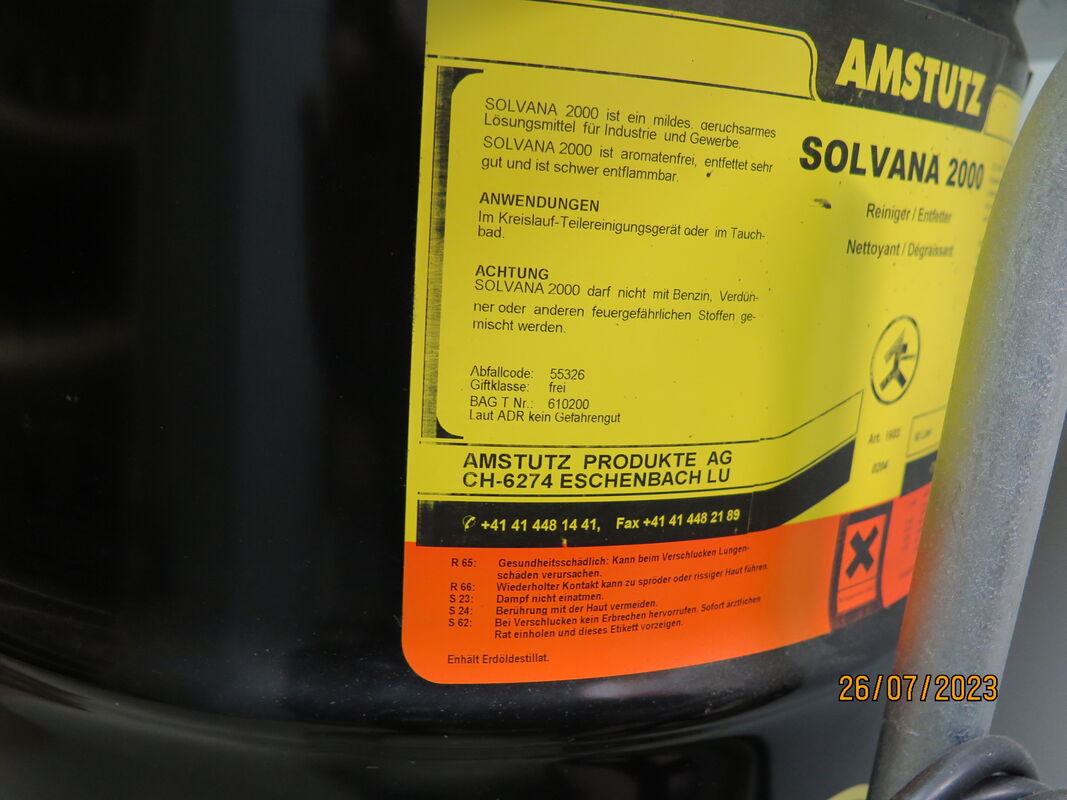 AMSTUTZ
SOLVANA 2000
Reiniger / Entfetter
Nettoyant / Dégraissant
SOLVANA 2000 ist ein mildes, geruchsarmes
Lösungsmittel für Industrie und Gewerbe.
SOLVANA 2000 ist aromatenfrei, entfettet sehr
gut und ist schwer entflammbar.
ANWENDUNGEN
Im Kreislauf-Teilereinigungsgerät oder im Tauch-
bad.
ACHTUNG
SOLVANA 2000 darf nicht mit Benzin, Verdün-
ner oder anderen feuergefährlichen Stoffen ge-
mischt werden.
Abfallcode: 55326
Giftklasse: frei
BAG T Nr.: 610200
Laut ADR kein Gefahrengut
Art. 1603
0204
AMSTUTZ PRODUKTE AG
CH-6274 ESCHENBACH LU
✆ +41 41 448 14 41, Fax +41 41 448 21 89
R 65: Gesundheitsschädlich: Kann beim Verschlucken Lungen-
schäden verursachen.
R 66: Wiederholter Kontakt kann zu spröder oder rissiger Haut führen.
S 23: Dampf nicht einatmen.
S 24: Berührung mit der Haut vermeiden.
S 62: Bei Verschlucken kein Erbrechen hervorrufen. Sofort ärztlichen
Rat einholen und dieses Etikett vorzeigen.
Enhält Erdöldestillat.
26/07/2023